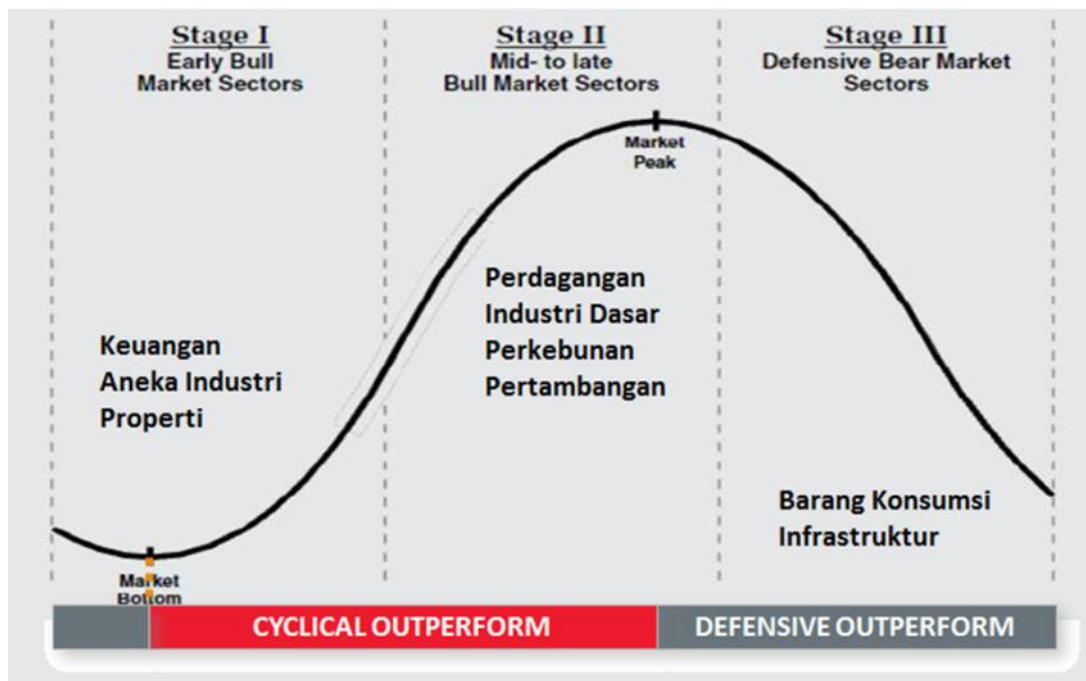 Stage I
Early Bull
Market Sectors
Stage II
Mid- to late
Bull Market Sectors
Stage III
Defensive Bear Market
Sectors
Market
Peak
Perdagangan
Industri Dasar
Perkebunan
Pertambangan
Keuangan
Aneka Industri
Properti
Barang Konsumsi
Infrastruktur
Market
Bottom
CYCLICAL OUTPERFORM
DEFENSIVE OUTPERFORM